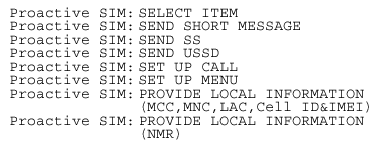 Proactive SIM: SELECT ITEM
Proactive SIM: SEND SHORT MESSAGE
Proactive SIM: SEND SS
Proactive SIM: SEND USSD
Proactive SIM: SET UP CALL
Proactive SIM: SET UP MENU
Proactive SIM: PROVIDE LOCAL INFORMATION
(MCC,MNC,LAC,Cell ID&IMEI)
Proactive SIM: PROVIDE LOCAL INFORMATION
(NMR)